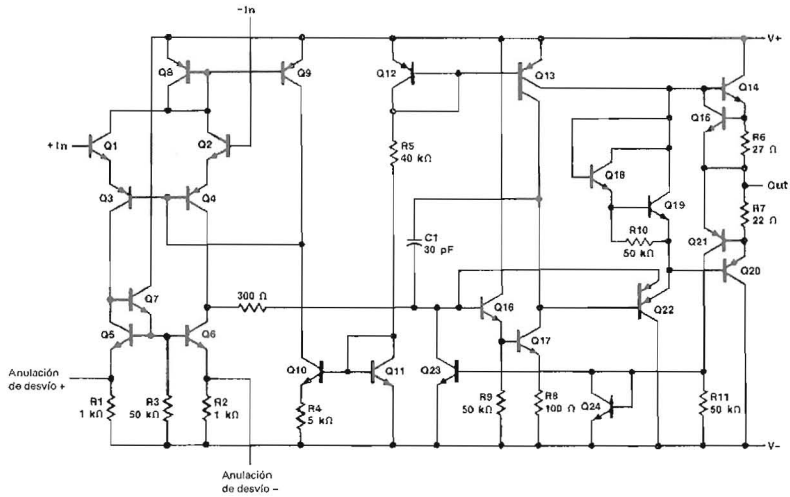 −In
V+
Q8
Q9
Q12
Q13
Q14
Q16
+In
Q1
Q2
R5
40 kΩ
R6
27 Ω
Q18
Out
Q3
Q4
Q19
R7
22 Ω
C1
30 pF
R10
50 kΩ
Q21
Q20
Q7
300 Ω
Q22
Q16
Q5
Q6
Q17
Anulación
de desvío +
Q10
Q11
Q23
R1
1 kΩ
R3
50 kΩ
R2
1 kΩ
R4
5 kΩ
R9
50 kΩ
R8
100 Ω
Q24
R11
50 kΩ
V−
Anulación
de desvío −